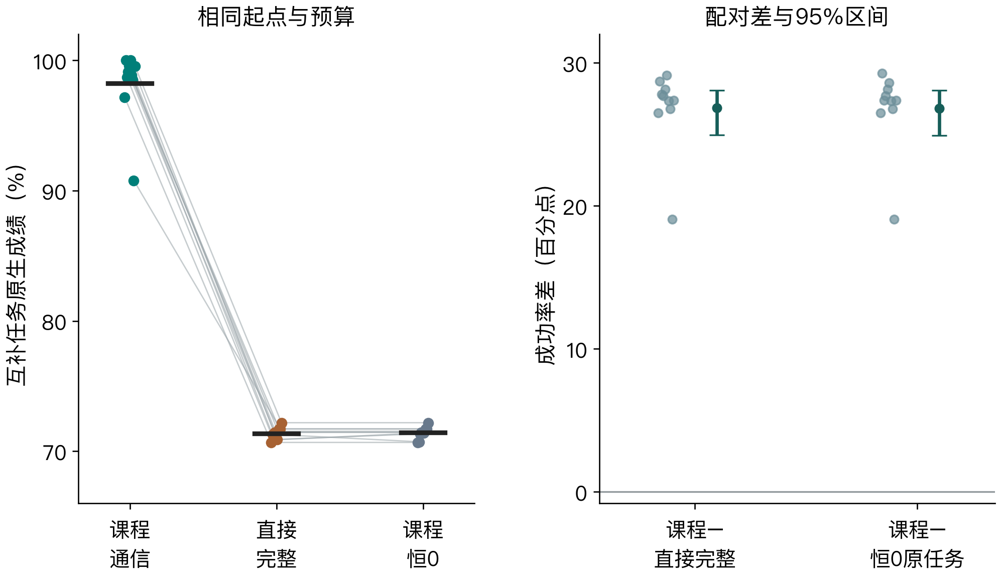 相同起点与预算
互补任务原生成绩（%）
100
90
80
70
课程
通信
直接
完整
课程
恒0
配对差与95%区间
成功率差（百分点）
30
20
10
0
课程−
直接完整
课程−
恒0原任务